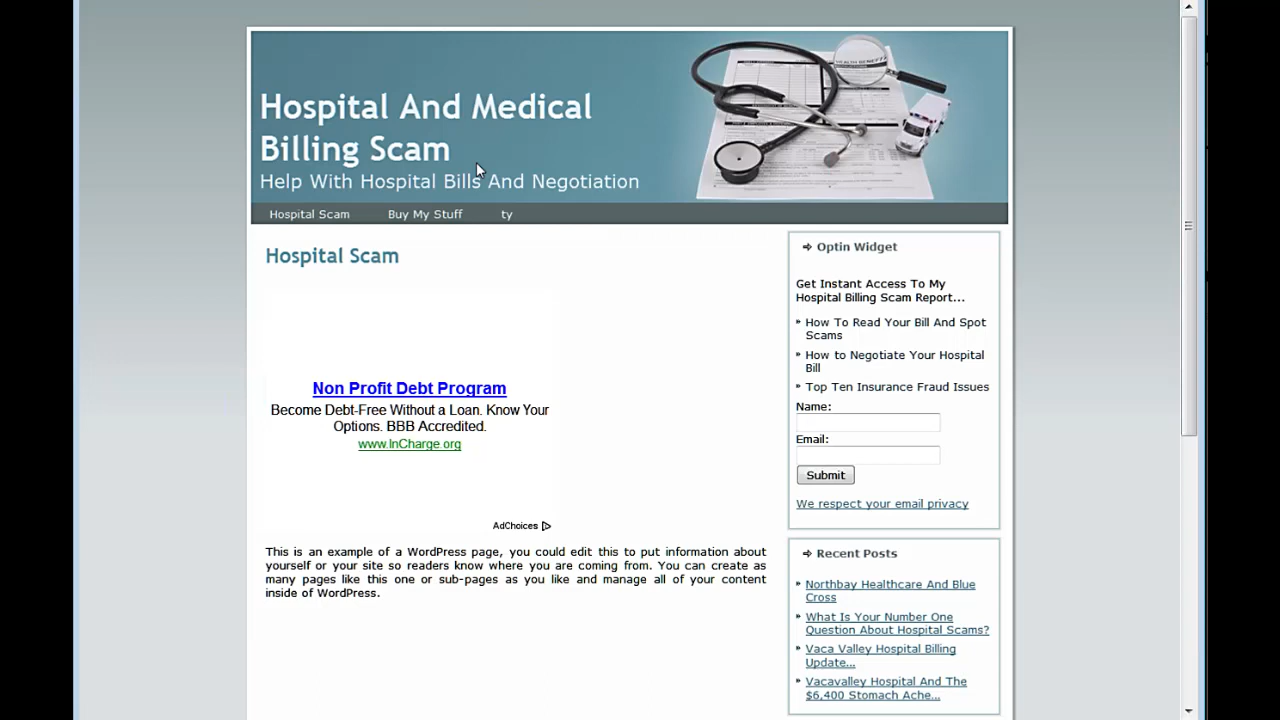 Hospital And Medical
Billing Scam
Help With Hospital Bills And Negotiation
Hospital Scam Buy My Stuff ty
Hospital Scam
Non Profit Debt Program
Become Debt-Free Without a Loan. Know Your
Options. BBB Accredited.
www.InCharge.org
AdChoices
This is an example of a WordPress page, you could edit this to put information about
yourself or your site so readers know where you are coming from. You can create as
many pages like this one or sub-pages as you like and manage all of your content
inside of WordPress.
Optin Widget
Get Instant Access To My
Hospital Billing Scam Report...
How To Read Your Bill And Spot
Scams
How to Negotiate Your Hospital
Bill
Top Ten Insurance Fraud Issues
Name:
Email:
Submit
We respect your email privacy
Recent Posts
Northbay Healthcare And Blue
Cross
What Is Your Number One
Question About Hospital Scams?
Vaca Valley Hospital Billing
Update...
Vacavalley Hospital And The
$6,400 Stomach Ache...